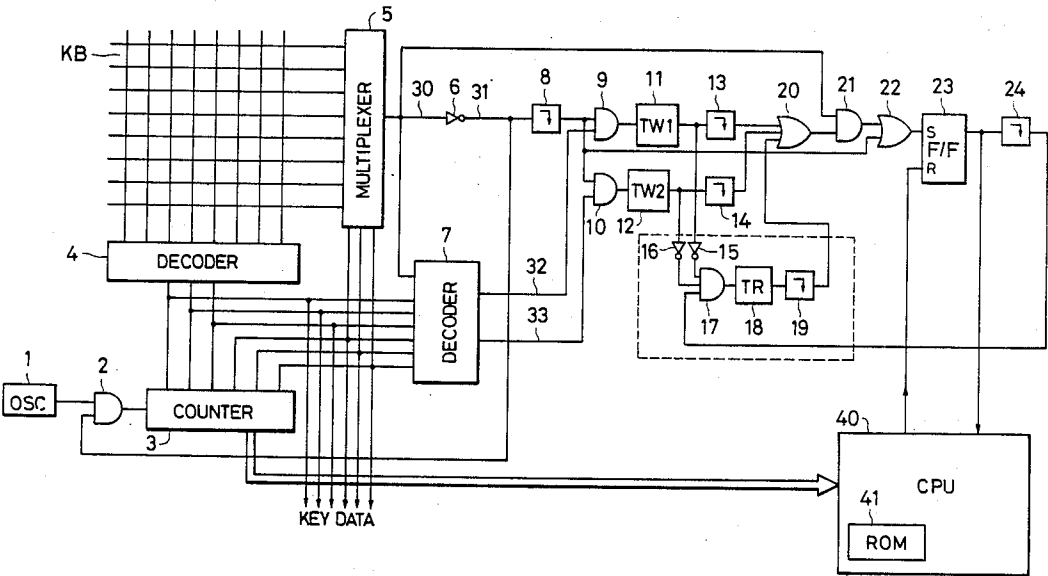 5
KB
MULTIPLEXER
30
6
31
8
9
11
TW1
13
20
21
22
23
S
F/F
R
24
10
TW2
12
14
4
DECODER
7
DECODER
32
33
16
15
17
TR
18
19
1
OSC
2
COUNTER
3
KEY DATA
40
CPU
41
ROM